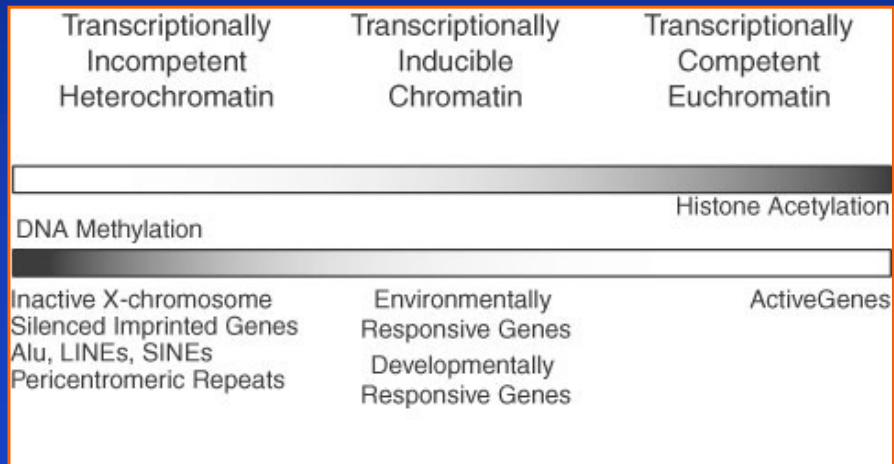 Transcriptionally
Incompetent
Heterochromatin
Transcriptionally
Inducible
Chromatin
Transcriptionally
Competent
Euchromatin
Histone Acetylation
DNA Methylation
Inactive X-chromosome
Silenced Imprinted Genes
Alu, LINEs, SINEs
Pericentromeric Repeats
Environmentally
Responsive Genes
Developmentally
Responsive Genes
ActiveGenes